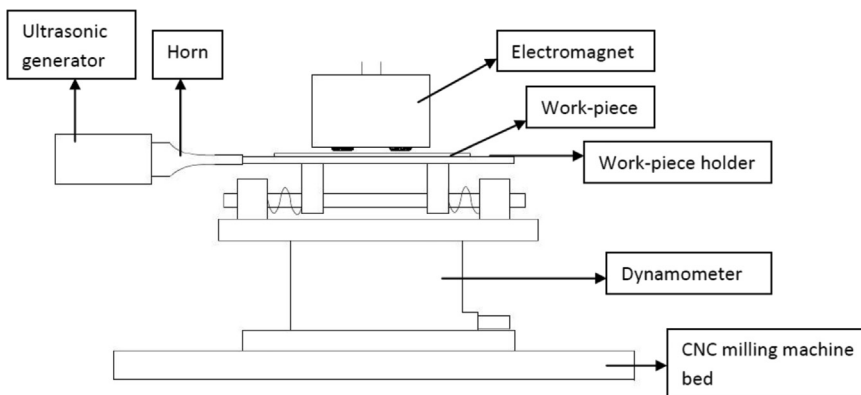 Ultrasonic
generator
Horn
Electromagnet
Work-piece
Work-piece holder
Dynamometer
CNC milling machine
bed